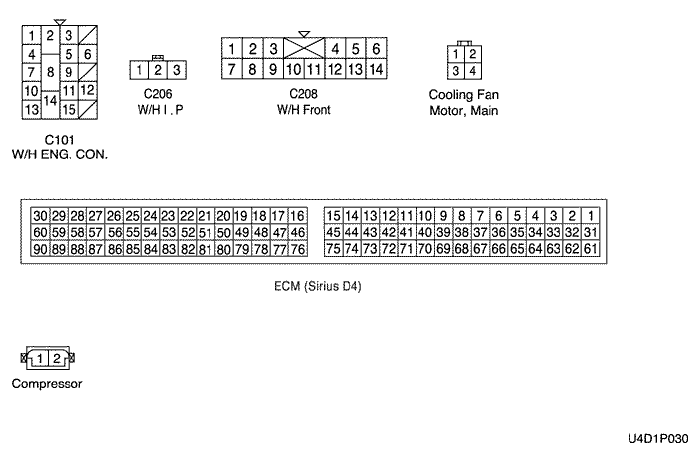 1 2 3
4 5 6
7 8 9
10 11 12
13 14 15
C101
W/H ENG. CON.
1 2 3
C206
W/H I . P
1 2 3 4 5 6
7 8 9 10 11 12 13 14
C208
W/H Front
1 2
3 4
Cooling Fan
Motor, Main
30 29 28 27 26 25 24 23 22 21 20 19 18 17 16 15 14 13 12 11 10 9 8 7 6 5 4 3 2 1
60 59 58 57 56 55 54 53 52 51 50 49 48 47 46 45 44 43 42 41 40 39 38 37 36 35 34 33 32 31
90 89 88 87 86 85 84 83 82 81 80 79 78 77 76 75 74 73 72 71 70 69 68 67 66 65 64 63 62 61
ECM (Sirius D4)
1 2
Compressor
U4D1P030